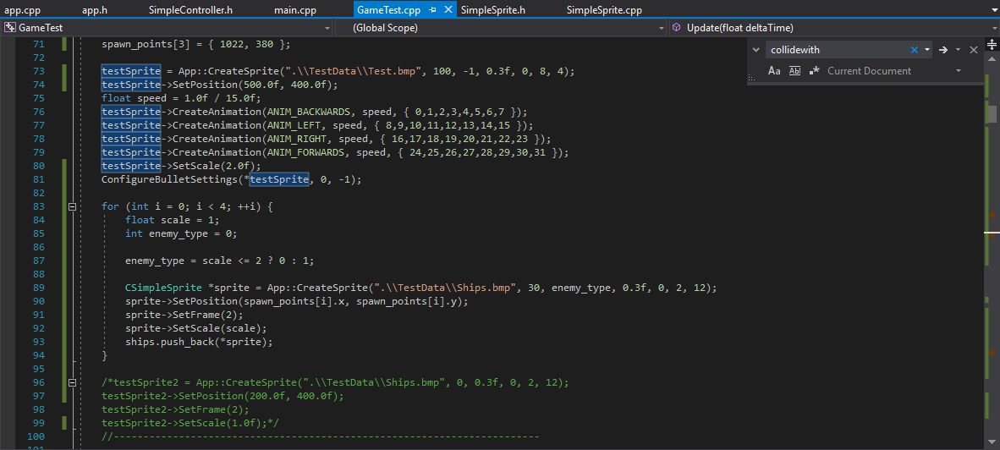 app.cpp app.h SimpleController.h main.cpp GameTest.cpp SimpleSprite.h SimpleSprite.cpp
GameTest (Global Scope) Update(float deltaTime)
collidewith
Aa Ab .* Current Document
71 spawn_points[3] = { 1022, 380 };
72
73 testSprite = App::CreateSprite(".\\TestData\\Test.bmp", 100, -1, 0.3f, 0, 8, 4);
74 testSprite->SetPosition(500.0f, 400.0f);
75 float speed = 1.0f / 15.0f;
76 testSprite->CreateAnimation(ANIM_BACKWARDS, speed, { 0,1,2,3,4,5,6,7 });
77 testSprite->CreateAnimation(ANIM_LEFT, speed, { 8,9,10,11,12,13,14,15 });
78 testSprite->CreateAnimation(ANIM_RIGHT, speed, { 16,17,18,19,20,21,22,23 });
79 testSprite->CreateAnimation(ANIM_FORWARDS, speed, { 24,25,26,27,28,29,30,31 });
80 testSprite->SetScale(2.0f);
81 ConfigureBulletSettings(*testSprite, 0, -1);
82
83 for (int i = 0; i < 4; ++i) {
84 float scale = 1;
85 int enemy_type = 0;
86
87 enemy_type = scale <= 2 ? 0 : 1;
88
89 CSimpleSprite *sprite = App::CreateSprite(".\\TestData\\Ships.bmp", 30, enemy_type, 0.3f, 0, 2, 12);
90 sprite->SetPosition(spawn_points[i].x, spawn_points[i].y);
91 sprite->SetFrame(2);
92 sprite->SetScale(scale);
93 ships.push_back(*sprite);
94 }
95
96 /*testSprite2 = App::CreateSprite(".\\TestData\\Ships.bmp", 0, 0.3f, 0, 2, 12);
97 testSprite2->SetPosition(200.0f, 400.0f);
98 testSprite2->SetFrame(2);
99 testSprite2->SetScale(1.0f);*/
100 //------------------------------------------------------------------------